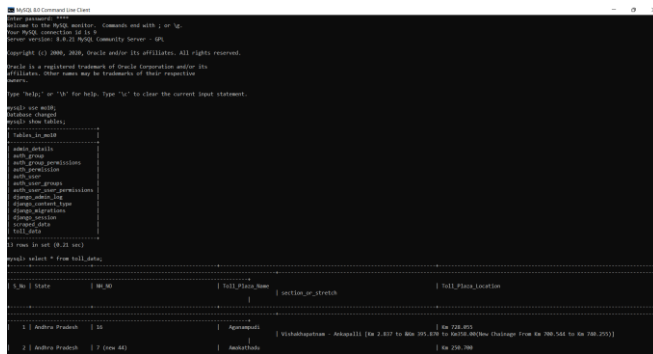 MySQL 8.0 Command Line Client
Enter password: ****
Welcome to the MySQL monitor.  Commands end with ; or \g.
Your MySQL connection id is 9
Server version: 8.0.21 MySQL Community Server - GPL
Copyright (c) 2000, 2020, Oracle and/or its affiliates. All rights reserved.
Oracle is a registered trademark of Oracle Corporation and/or its
affiliates. Other names may be trademarks of their respective
owners.
Type 'help;' or '\h' for help. Type '\c' to clear the current input statement.
mysql> use mo10;
Database changed
mysql> show tables;
| Tables_in_mo10 |
| admin_details |
| auth_group |
| auth_group_permissions |
| auth_permission |
| auth_user |
| auth_user_groups |
| auth_user_user_permissions |
| django_admin_log |
| django_content_type |
| django_migrations |
| django_session |
| scraped_data |
| toll_data |
13 rows in set (0.21 sec)
mysql> select * from toll_data;
| S_No | State | NH_NO | Toll_Plaza_Name
| section_or_stretch | Toll_Plaza_Location
| 1 | Andhra Pradesh | 16 | Aganampudi
| Vishakhapatnam - Ankapalli [Km 2.837 to Km 395.870 to Km358.00(New Chainage From Km 700.544 to Km 740.255)] | Km 728.055
| 2 | Andhra Pradesh | 7 (new 44) | Amakathadu | Km 250.700